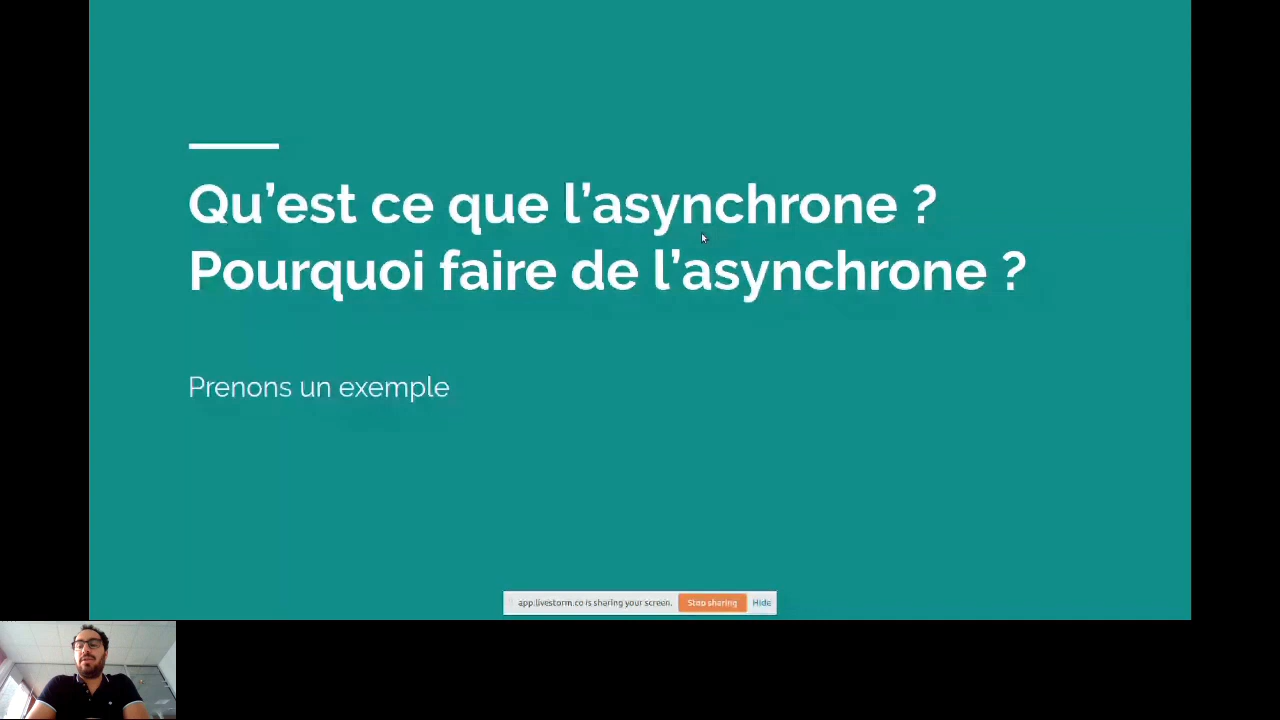 Qu’est ce que l’asynchrone ?
Pourquoi faire de l’asynchrone ?
Prenons un exemple
app.livestorm.co is sharing your screen. Stop sharing Hide